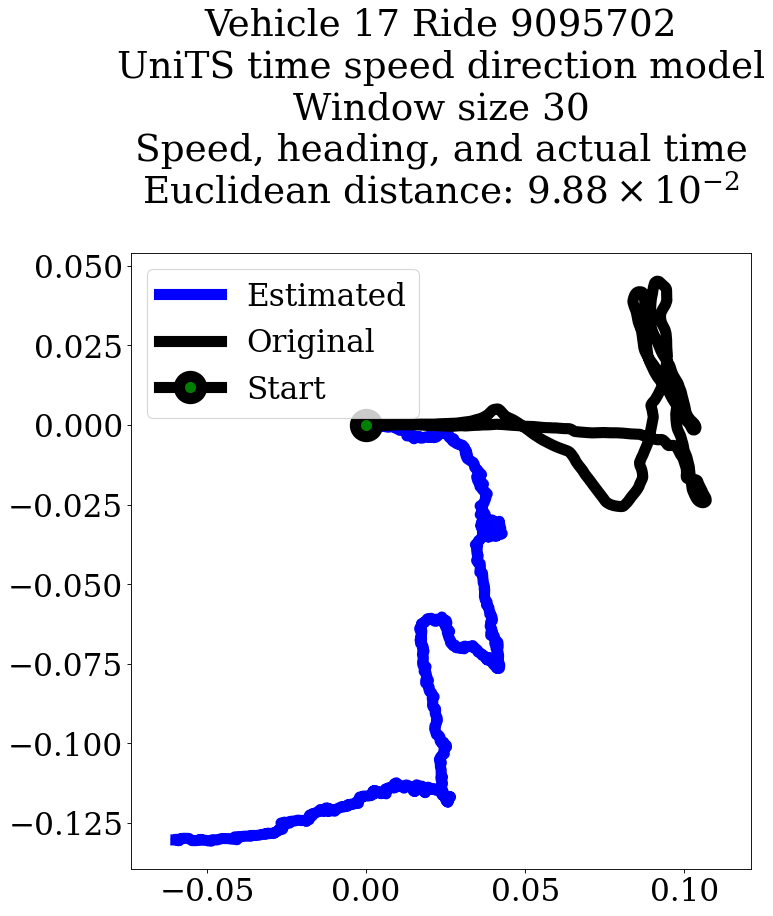 Vehicle 17 Ride 9095702
UniTS time speed direction model
Window size 30
Speed, heading, and actual time
Euclidean distance: 9.88 × 10⁻²
Estimated
Original
Start
0.050
0.025
0.000
−0.025
−0.050
−0.075
−0.100
−0.125
−0.05 0.00 0.05 0.10